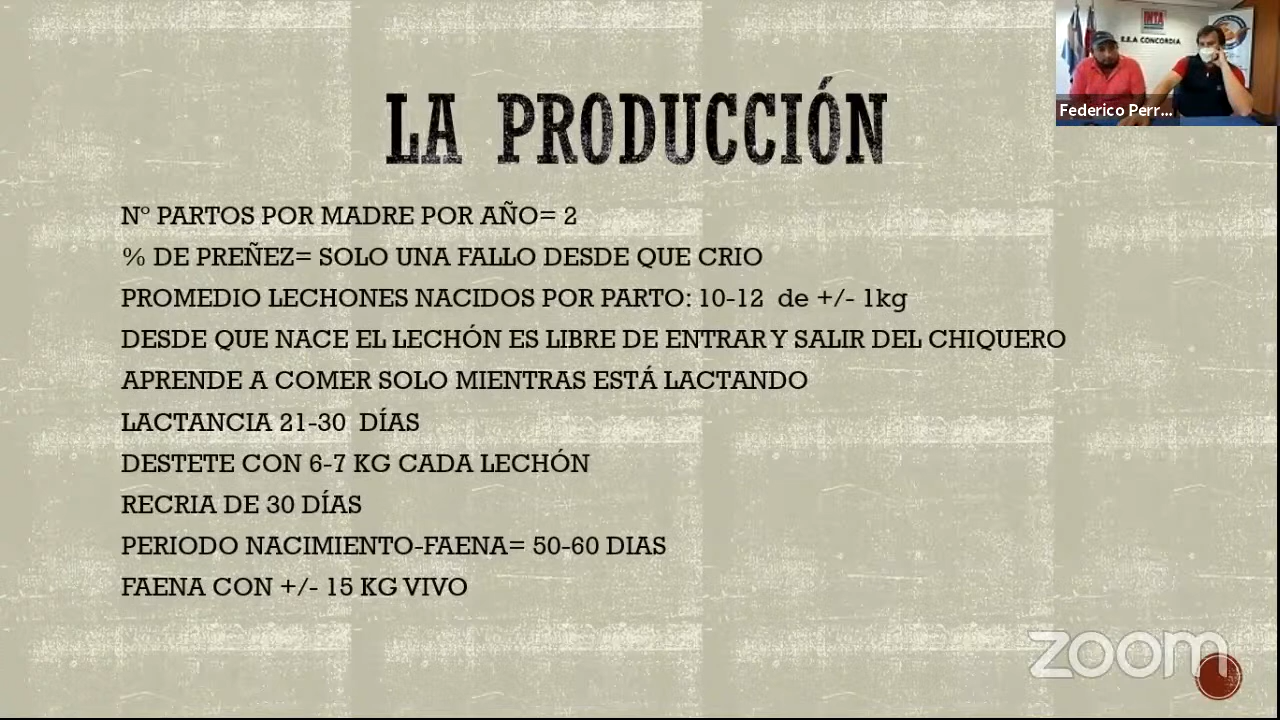 INTA
E.E.A CONCORDIA
Federico Perr...
LA PRODUCCIÓN
Nº PARTOS POR MADRE POR AÑO= 2
% DE PREÑEZ= SOLO UNA FALLO DESDE QUE CRIO
PROMEDIO LECHONES NACIDOS POR PARTO: 10-12 de +/- 1kg
DESDE QUE NACE EL LECHÓN ES LIBRE DE ENTRAR Y SALIR DEL CHIQUERO
APRENDE A COMER SOLO MIENTRAS ESTÁ LACTANDO
LACTANCIA 21-30 DÍAS
DESTETE CON 6-7 KG CADA LECHÓN
RECRIA DE 30 DÍAS
PERIODO NACIMIENTO-FAENA= 50-60 DIAS
FAENA CON +/- 15 KG VIVO
zoom